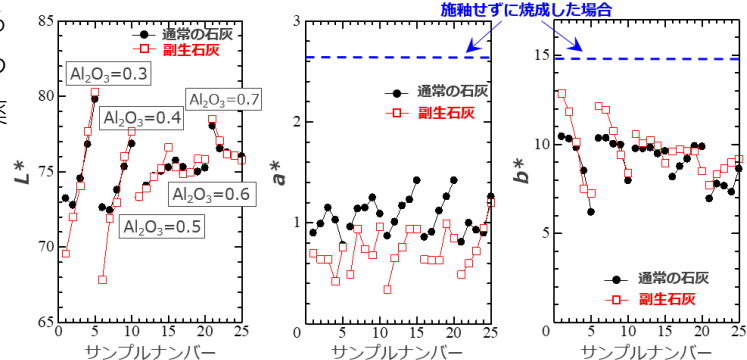 施釉せずに焼成した場合
85
80
75
70
65
L*
通常の石灰
副生石灰
Al2O3=0.3
Al2O3=0.4
Al2O3=0.7
Al2O3=0.6
Al2O3=0.5
0 5 10 15 20 25
サンプルナンバー
3
2
1
a*
通常の石灰
副生石灰
0 5 10 15 20 25
サンプルナンバー
15
10
5
0
b*
通常の石灰
副生石灰
0 5 10 15 20 25
サンプルナンバー